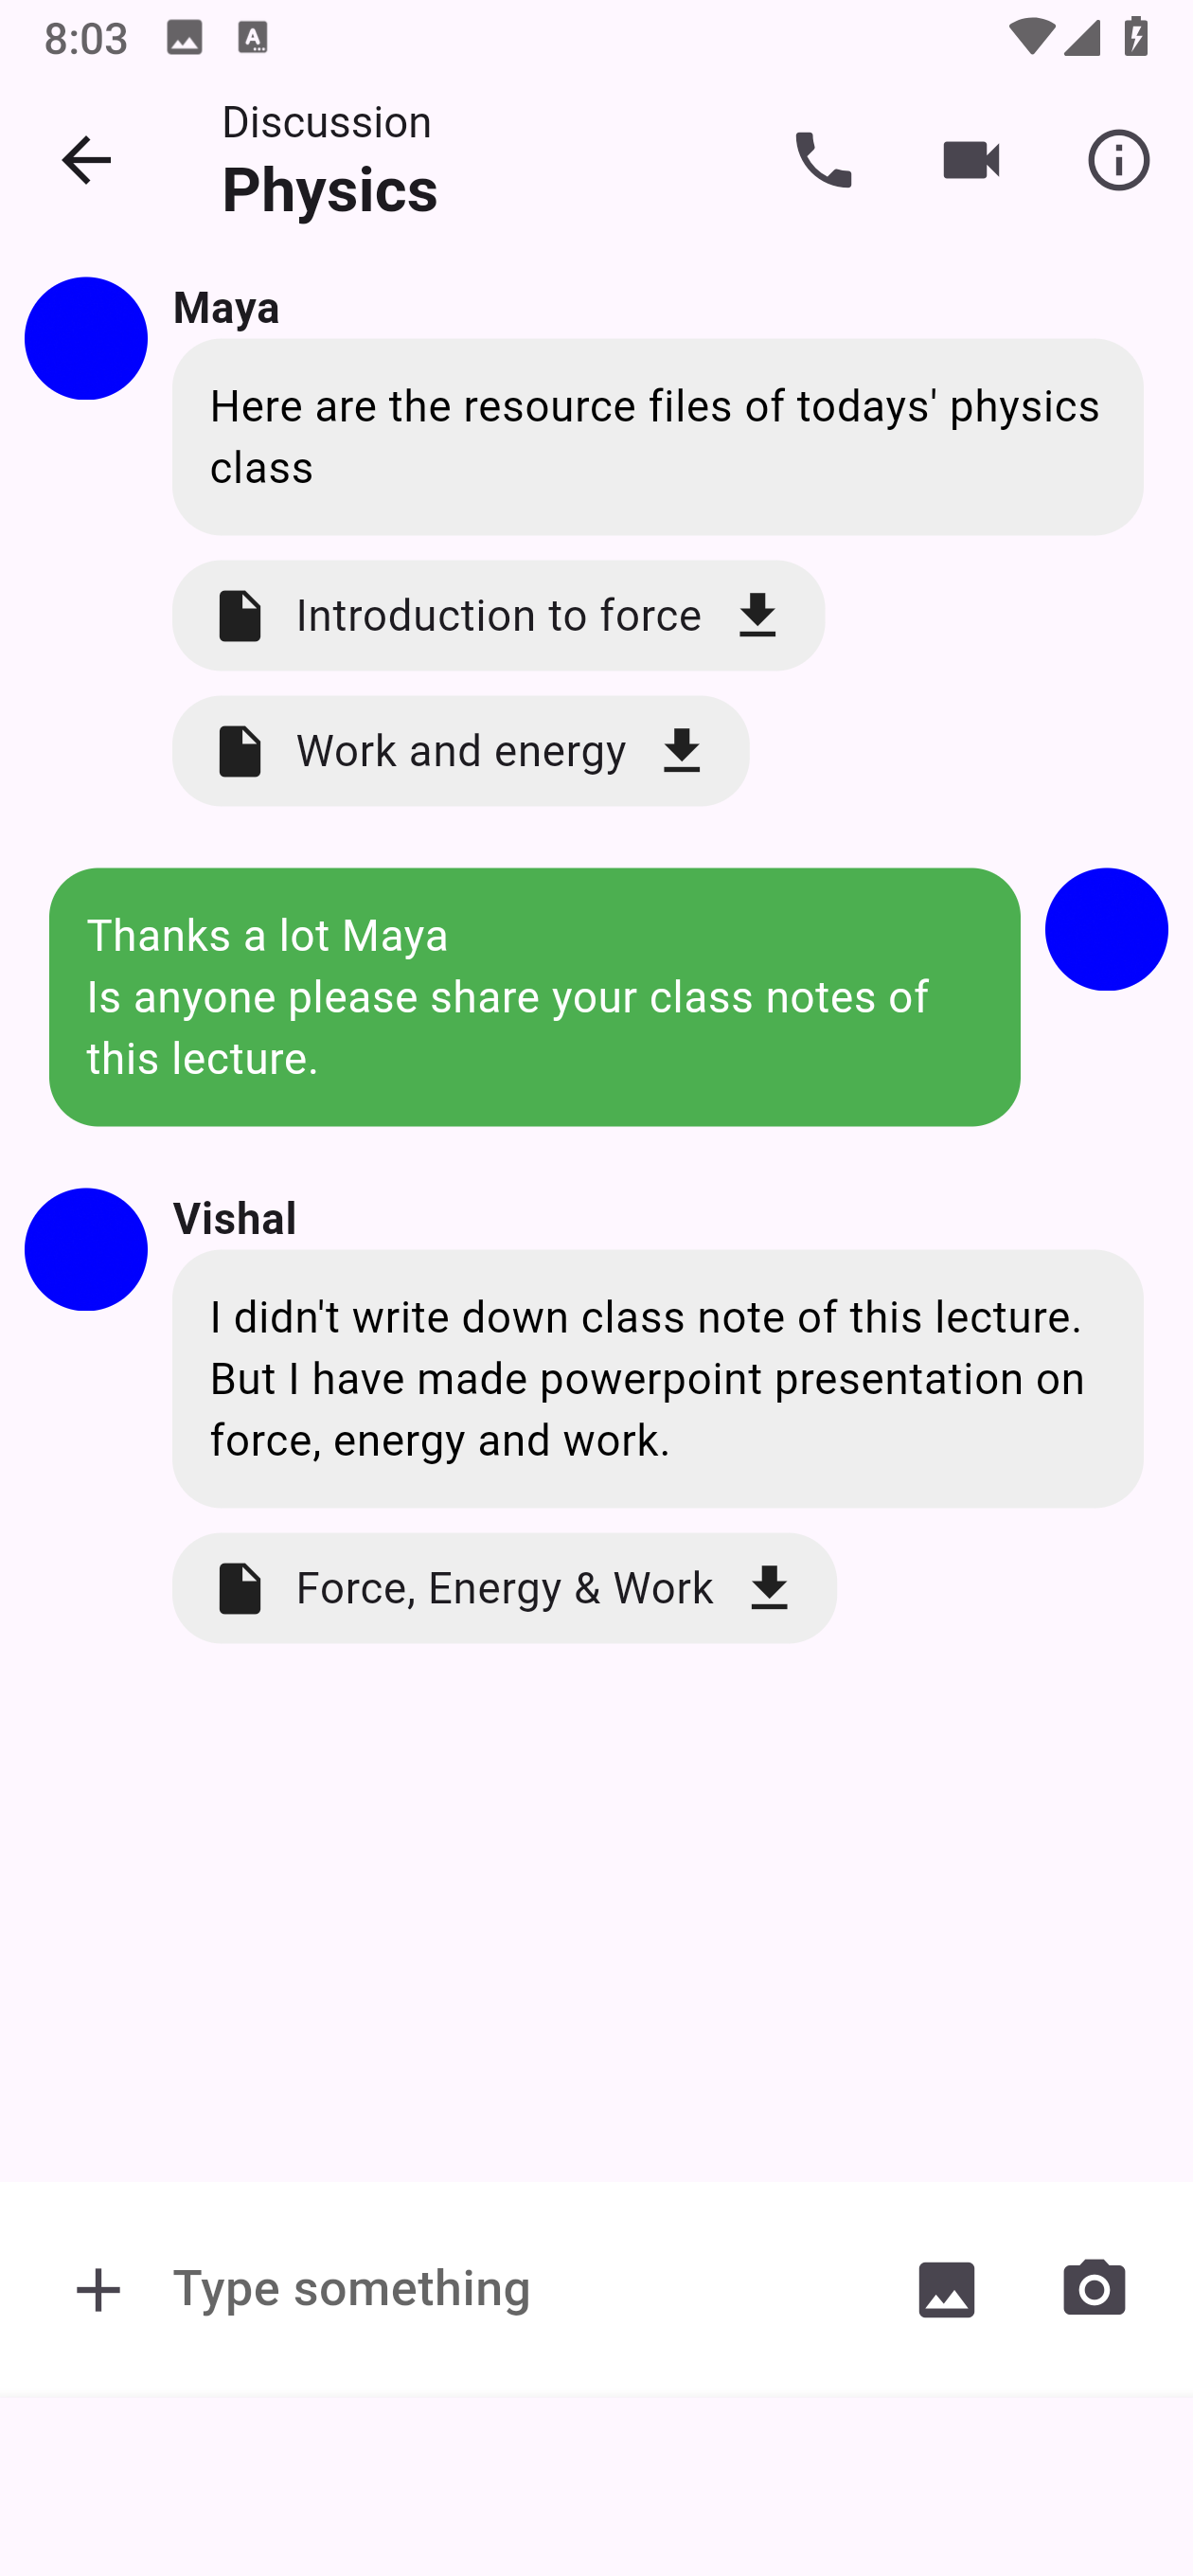 8:03
Discussion
Physics
Maya
Here are the resource files of todays' physics
class
Introduction to force
Work and energy
Thanks a lot Maya
Is anyone please share your class notes of
this lecture.
Vishal
I didn't write down class note of this lecture.
But I have made powerpoint presentation on
force, energy and work.
Force, Energy & Work
Type something